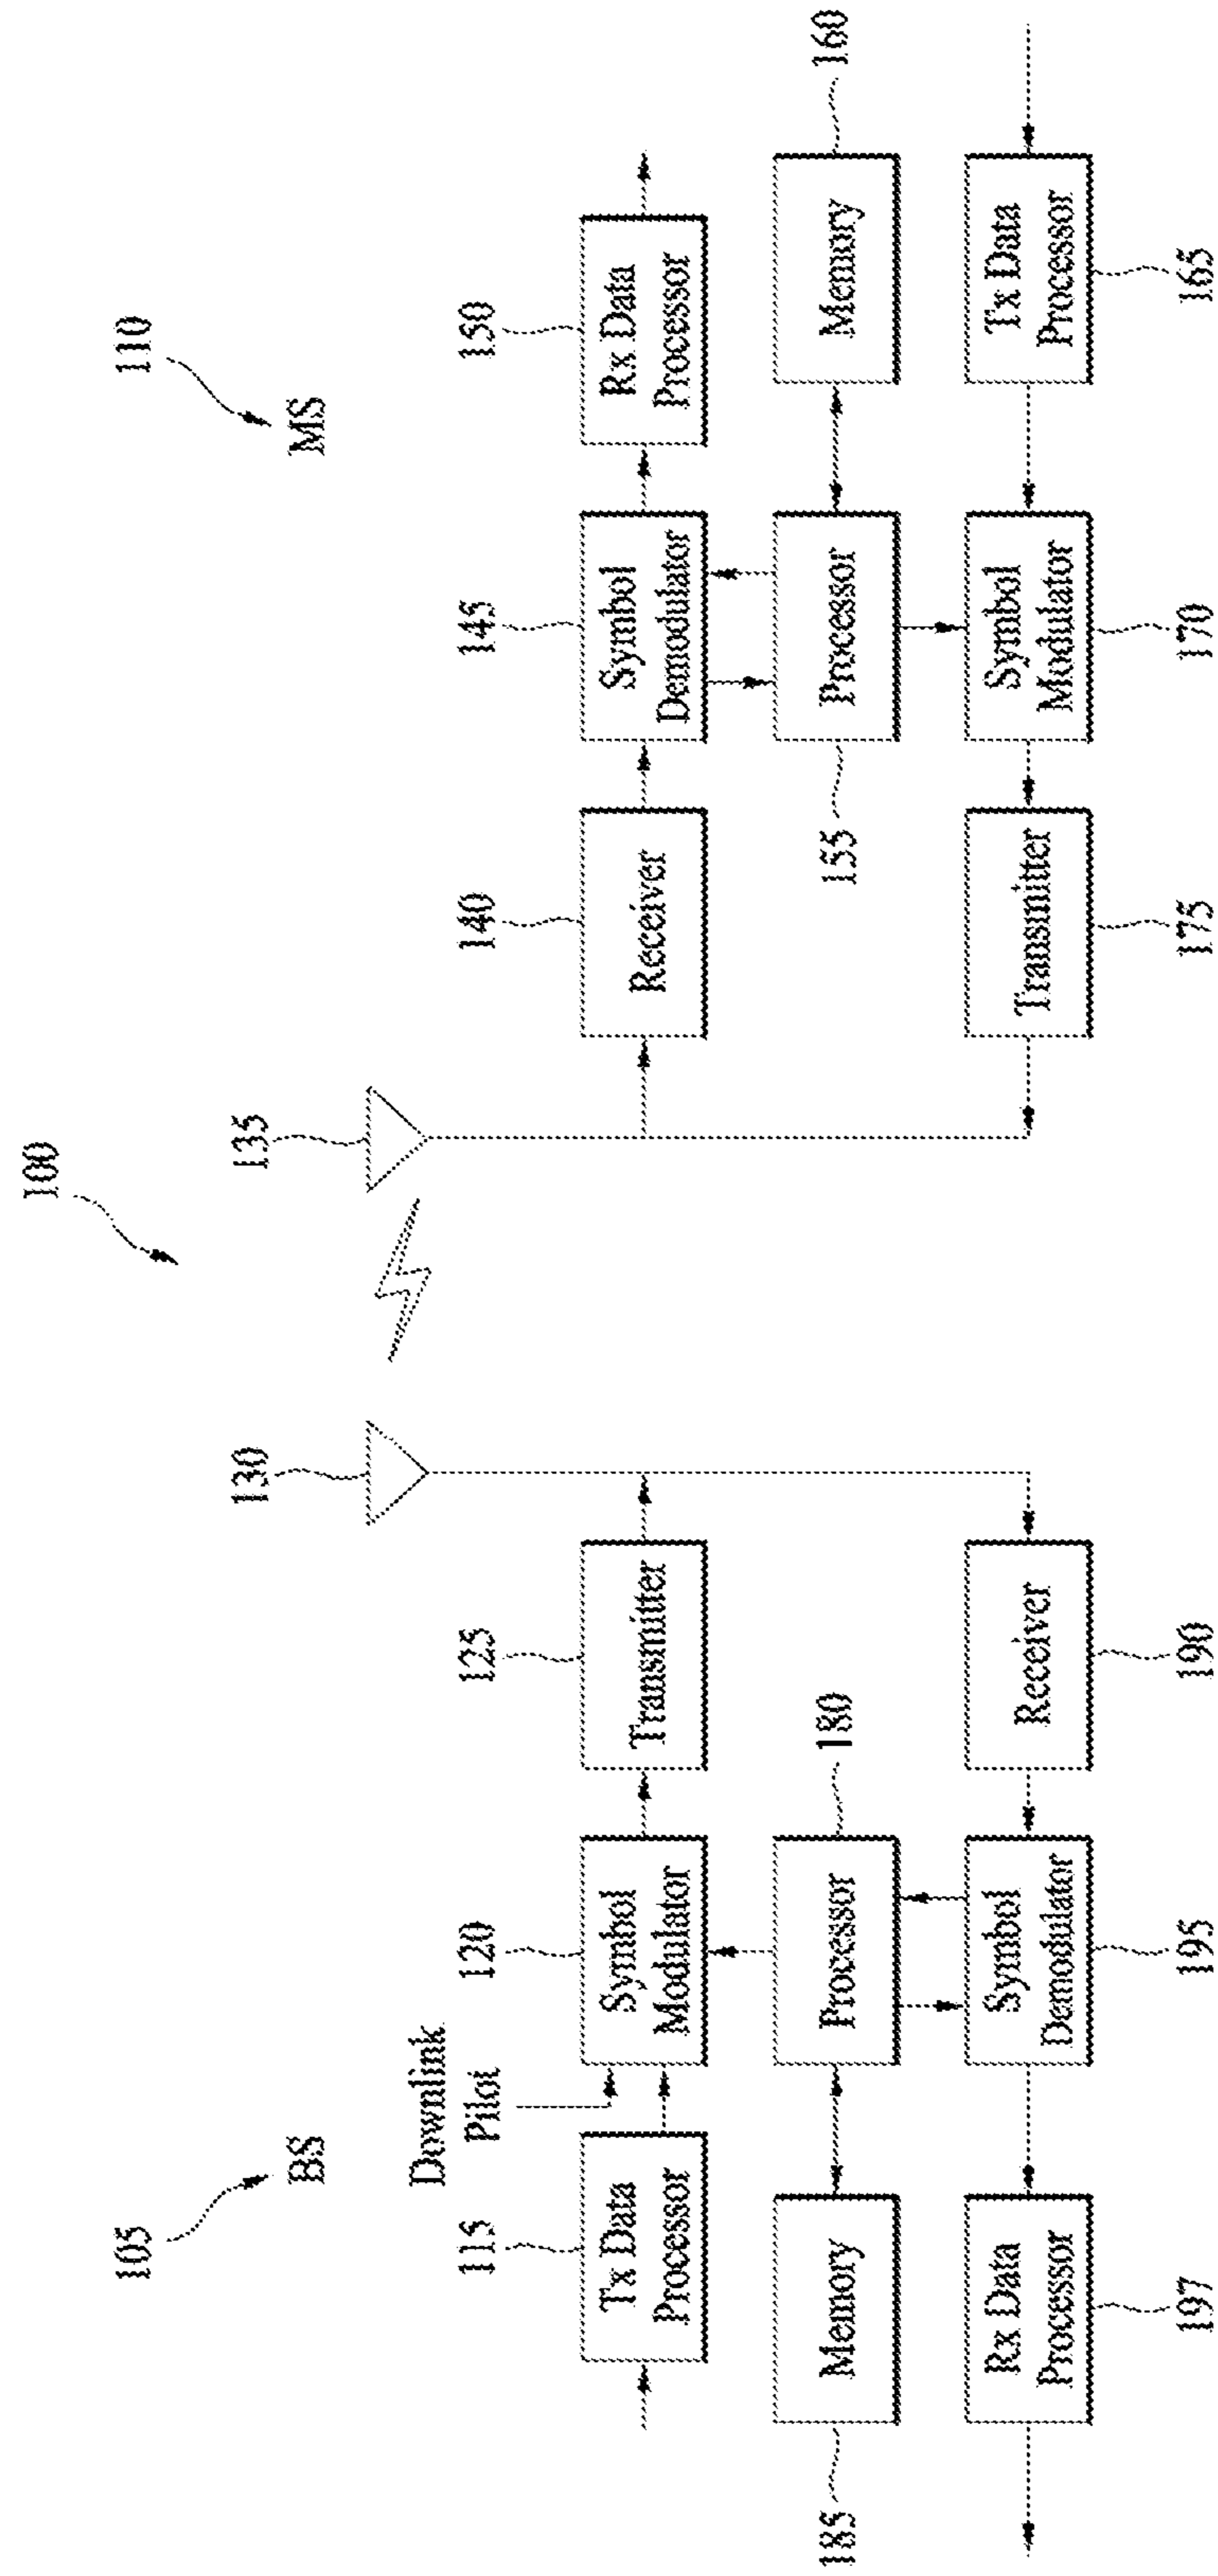 100
105
BS
110
MS
Downlink
Pilot
130
135
115
Tx Data
Processor
120
Symbol
Modulator
125
Transmitter
140
Receiver
145
Symbol
Demodulator
150
Rx Data
Processor
185
Memory
180
Processor
155
Processor
160
Memory
197
Rx Data
Processor
195
Symbol
Demodulator
190
Receiver
175
Transmitter
170
Symbol
Modulator
165
Tx Data
Processor